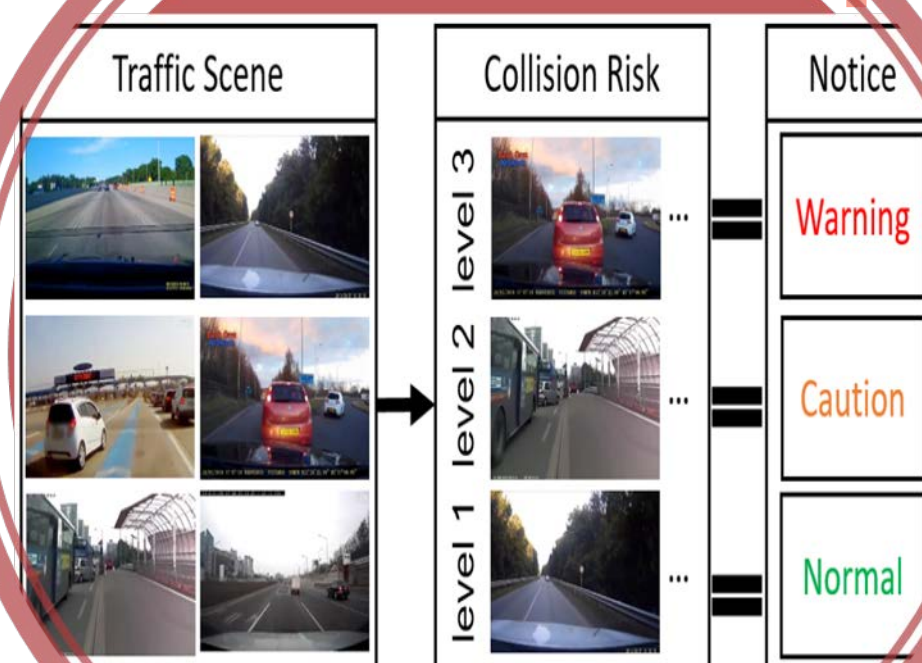 Traffic Scene
Collision Risk
Notice
level 3
...
Warning
level 2
...
Caution
level 1
...
Normal